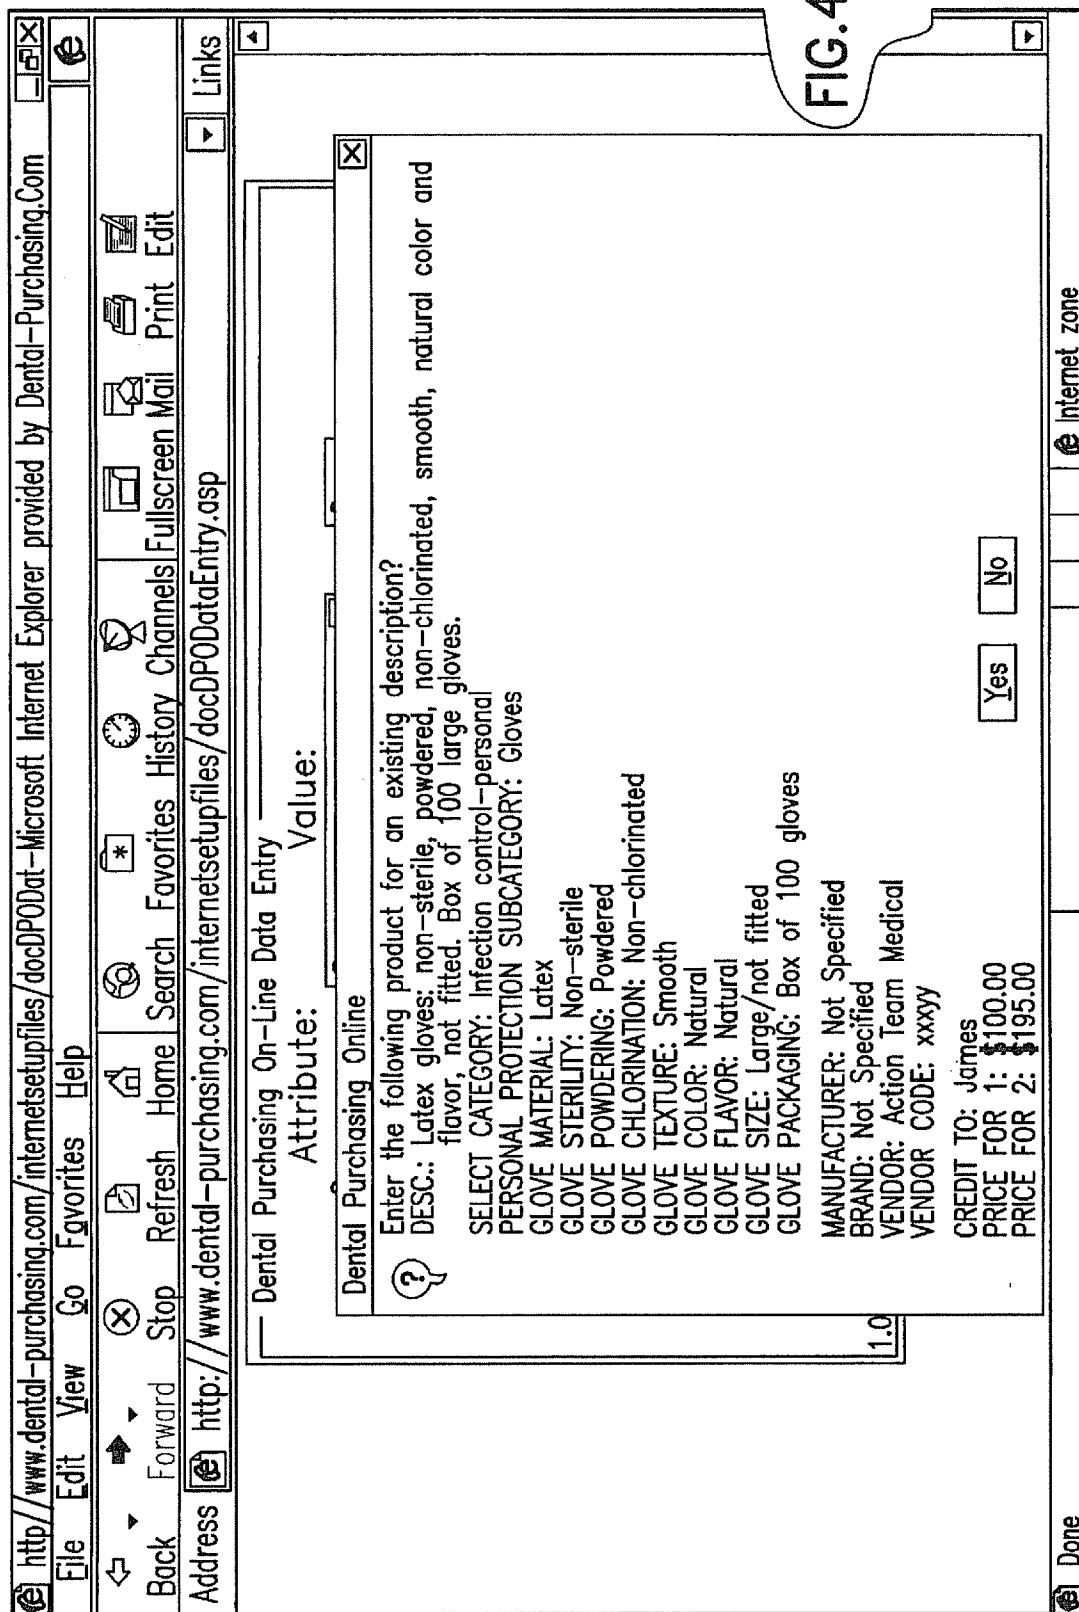 http//www.dental-purchasing.com/internetsetupfiles/docDPODat-Microsoft Internet Explorer provided by Dental-Purchasing.Com
File Edit View Go Favorites Help
Back Forward Stop Refresh Home Search Favorites History Channels Fullscreen Mail Print Edit
Address http://www.dental-purchasing.com/internetsetupfiles/docDPODataEntry.asp Links
Dental Purchasing On-Line Data Entry
Attribute: Value:
Dental Purchasing Online
Enter the following product for an existing description?
DESC.: Latex gloves: non-sterile, powdered, non-chlorinated, smooth, natural color and
flavor, not fitted. Box of 100 large gloves.
SELECT CATEGORY: Infection control-personal
PERSONAL PROTECTION SUBCATEGORY: Gloves
GLOVE MATERIAL: Latex
GLOVE STERILITY: Non-sterile
GLOVE POWDERING: Powdered
GLOVE CHLORINATION: Non-chlorinated
GLOVE TEXTURE: Smooth
GLOVE COLOR: Natural
GLOVE FLAVOR: Natural
GLOVE SIZE: Large/not fitted
GLOVE PACKAGING: Box of 100 gloves
MANUFACTURER: Not Specified
BRAND: Not Specified
VENDOR: Action Team Medical
VENDOR CODE: xxxyy
CREDIT TO: James
PRICE FOR 1: $100.00
PRICE FOR 2: $195.00
Yes No
1.0
FIG.4
Done Internet zone